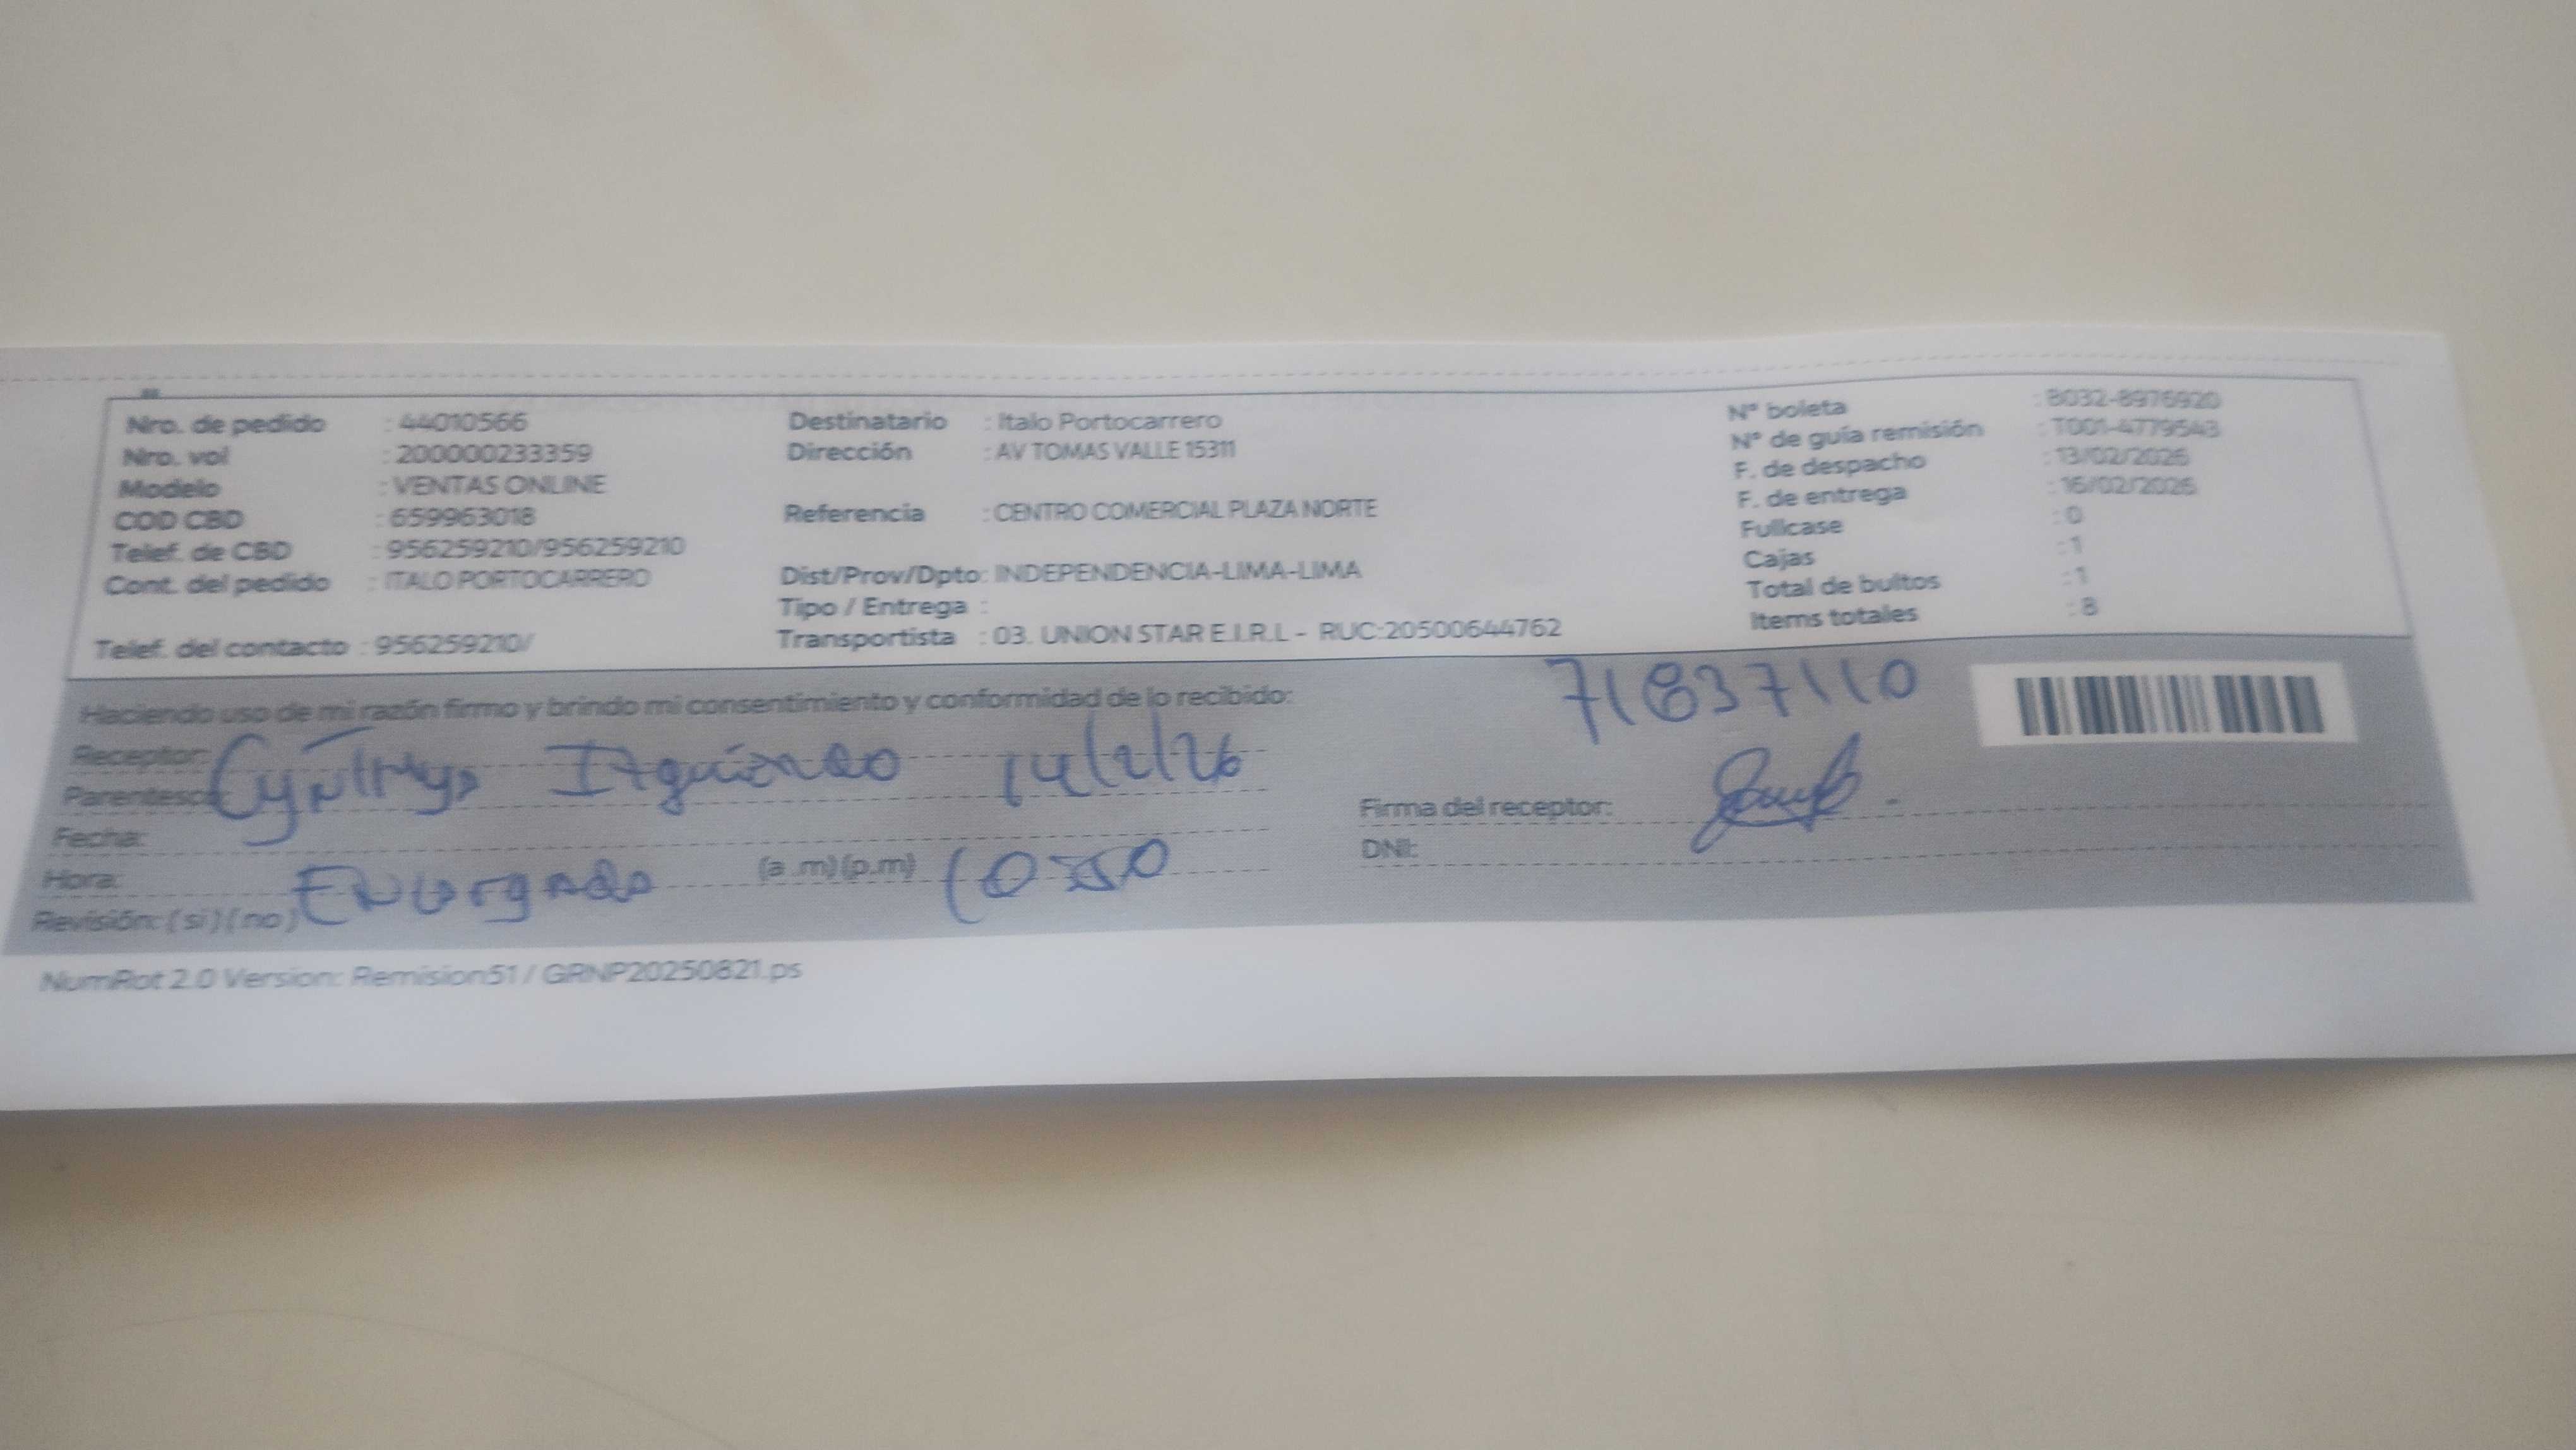 Nro. de pedido : 44010566
Nro. vol : 200000233359
Modelo : VENTAS ONLINE
COD CBD : 659963018
Telef. de CBD : 956259210/956259210
Cont. del pedido : ITALO PORTOCARRERO
Telef. del contacto : 956259210/
Destinatario : Italo Portocarrero
Dirección : AV TOMAS VALLE 15311
Referencia : CENTRO COMERCIAL PLAZA NORTE
Dist/Prov/Dpto: INDEPENDENCIA-LIMA-LIMA
Tipo / Entrega :
Transportista : 03. UNION STAR E.I.R.L - RUC:20500644762
N° boleta : B032-8976920
N° de guía remisión : T001-4779543
F. de despacho : 13/02/2026
F. de entrega : 16/02/2026
Fullcase : 0
Cajas : 1
Total de bultos : 1
Items totales : 8
Haciendo uso de mi razón firmo y brindo mi consentimiento y conformidad de lo recibido:
71837110
Receptor: Izquierdo 14/2/26
Parentesco
Fecha:
Hora: (a .m) (p.m) 10:50
Revisión: (si) (no) Encargado
Firma del receptor:
DNI:
NumRot 2.0 Version: Remision51 / GRNP20250821.ps